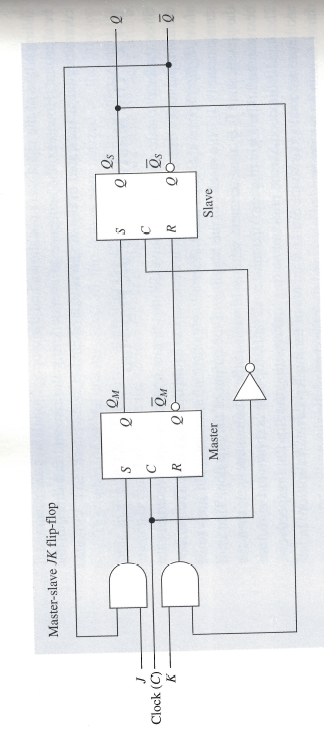 Master-slave JK flip-flop
J
Clock (C)
K
S
C
R
Q
Q
Q_M
Q̅_M
Master
S
C
R
Q
Q
Q_S
Q̅_S
Slave
Q
Q̅